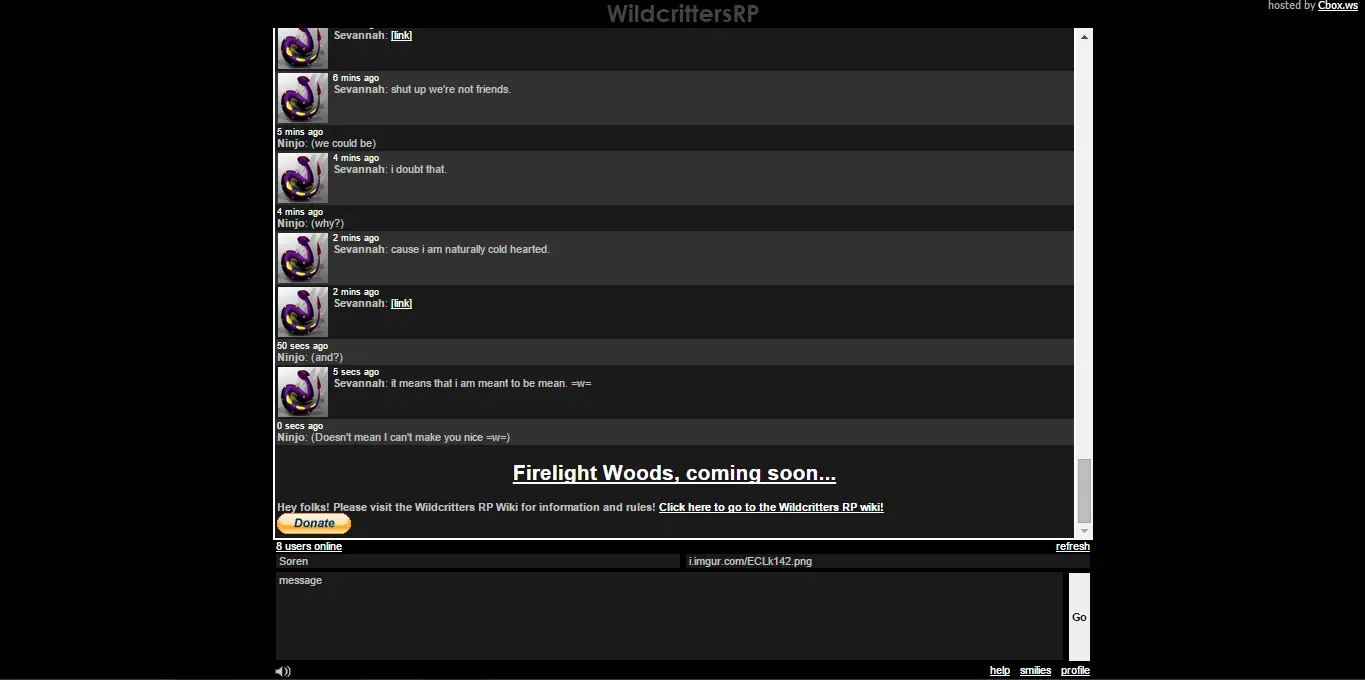 WildcrittersRP
hosted by Cbox.ws
Sevannah: [link]
6 mins ago
Sevannah: shut up we're not friends.
5 mins ago
Ninjo: (we could be)
4 mins ago
Sevannah: i doubt that.
4 mins ago
Ninjo: (why?)
2 mins ago
Sevannah: cause i am naturally cold hearted.
2 mins ago
Sevannah: [link]
50 secs ago
Ninjo: (and?)
5 secs ago
Sevannah: it means that i am meant to be mean. =w=
0 secs ago
Ninjo: (Doesn't mean I can't make you nice =w=)
Firelight Woods, coming soon...
Hey folks! Please visit the Wildcritters RP Wiki for information and rules! Click here to go to the Wildcritters RP wiki!
Donate
8 users online
refresh
Soren
i.imgur.com/ECLk142.png
message
Go
help smilies profile